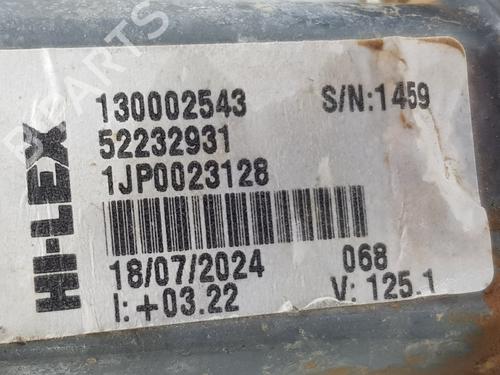 HI-LEX
130002543 S/N:1459
52232931
1JP0023128
18/07/2024 068
I: +03.22 V: 125.1